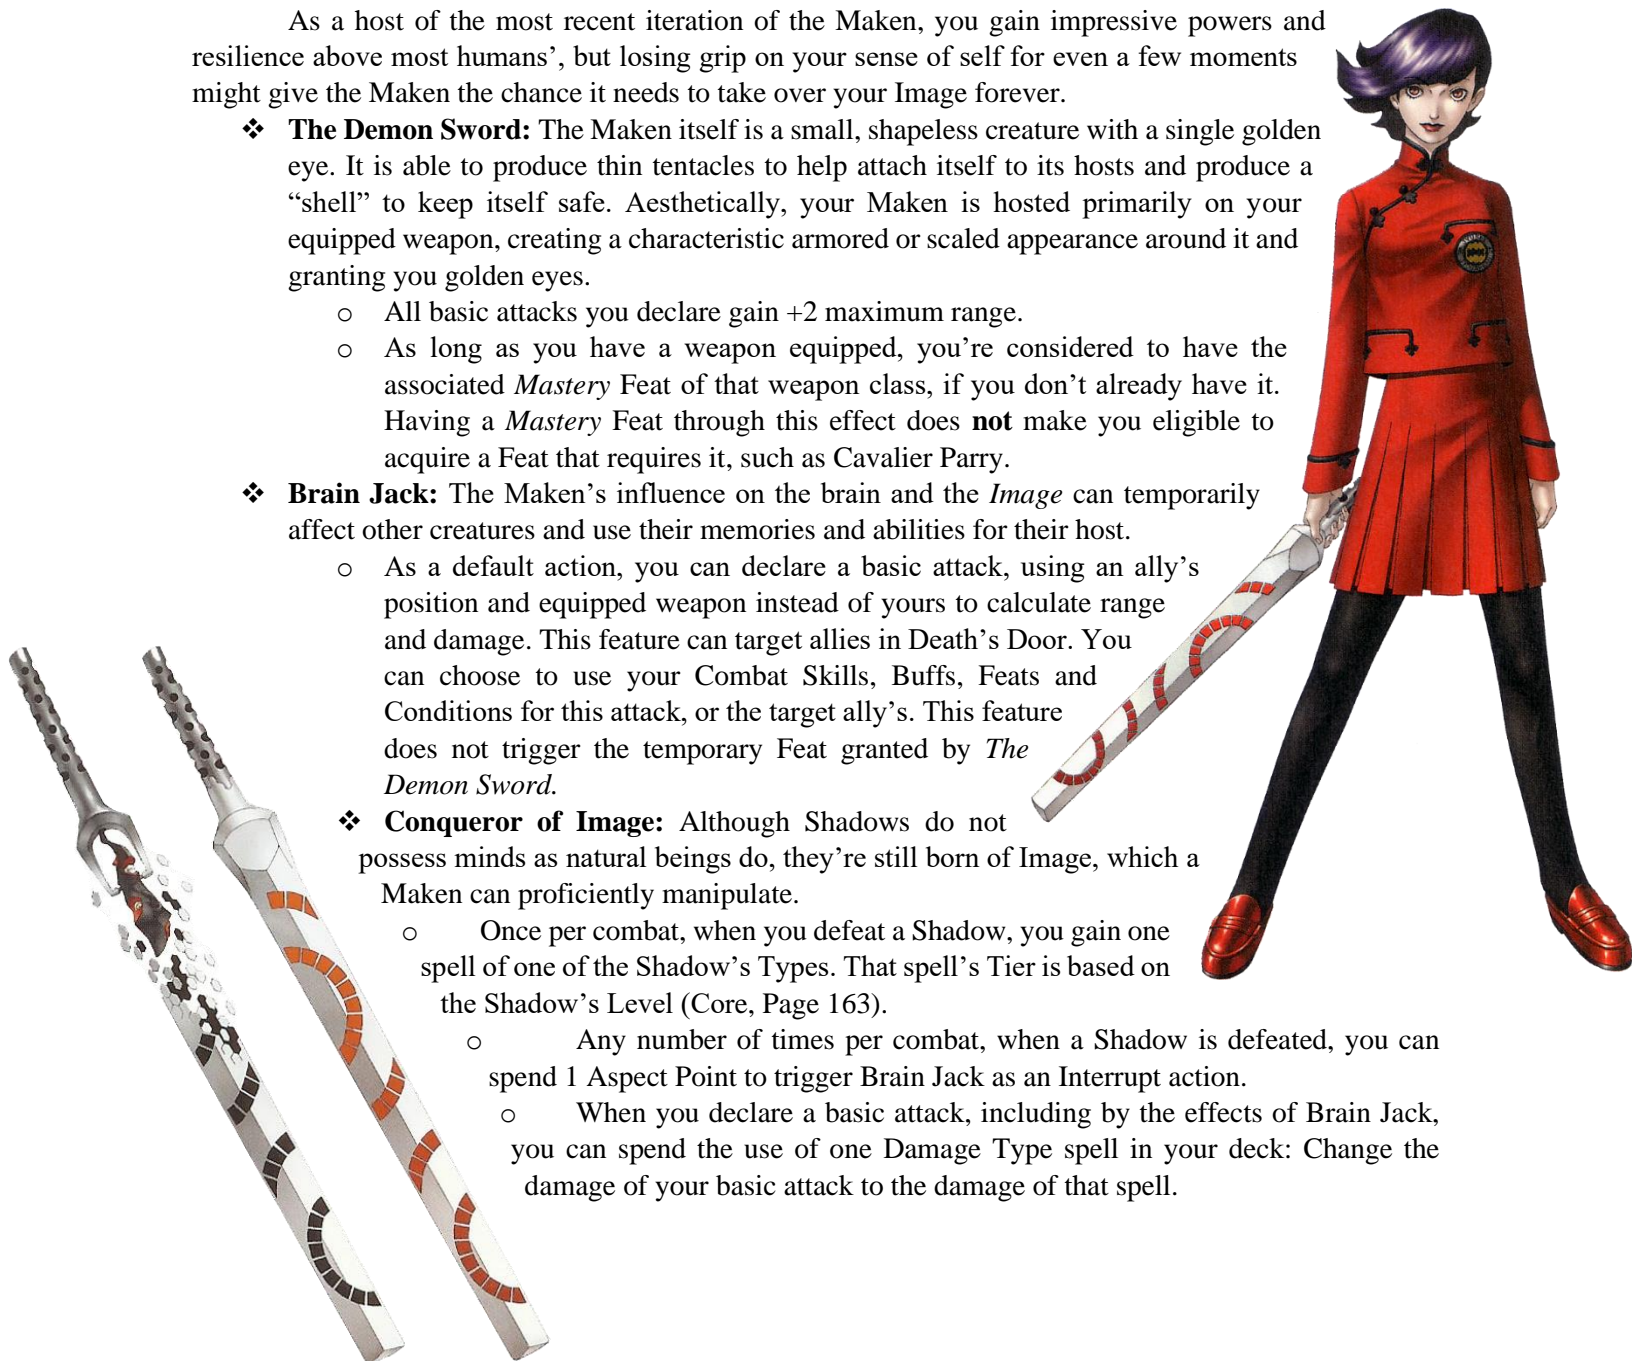 As a host of the most recent iteration of the Maken, you gain impressive powers and
resilience above most humans’, but losing grip on your sense of self for even a few moments
might give the Maken the chance it needs to take over your Image forever.
❖ The Demon Sword: The Maken itself is a small, shapeless creature with a single golden
eye. It is able to produce thin tentacles to help attach itself to its hosts and produce a
“shell” to keep itself safe. Aesthetically, your Maken is hosted primarily on your
equipped weapon, creating a characteristic armored or scaled appearance around it and
granting you golden eyes.
o All basic attacks you declare gain +2 maximum range.
o As long as you have a weapon equipped, you’re considered to have the
associated Mastery Feat of that weapon class, if you don’t already have it.
Having a Mastery Feat through this effect does not make you eligible to
acquire a Feat that requires it, such as Cavalier Parry.
❖ Brain Jack: The Maken’s influence on the brain and the Image can temporarily
affect other creatures and use their memories and abilities for their host.
o As a default action, you can declare a basic attack, using an ally’s
position and equipped weapon instead of yours to calculate range
and damage. This feature can target allies in Death’s Door. You
can choose to use your Combat Skills, Buffs, Feats and
Conditions for this attack, or the target ally’s. This feature
does not trigger the temporary Feat granted by The
Demon Sword.
❖ Conqueror of Image: Although Shadows do not
possess minds as natural beings do, they’re still born of Image, which a
Maken can proficiently manipulate.
o Once per combat, when you defeat a Shadow, you gain one
spell of one of the Shadow’s Types. That spell’s Tier is based on
the Shadow’s Level (Core, Page 163).
o Any number of times per combat, when a Shadow is defeated, you can
spend 1 Aspect Point to trigger Brain Jack as an Interrupt action.
o When you declare a basic attack, including by the effects of Brain Jack,
you can spend the use of one Damage Type spell in your deck: Change the
damage of your basic attack to the damage of that spell.